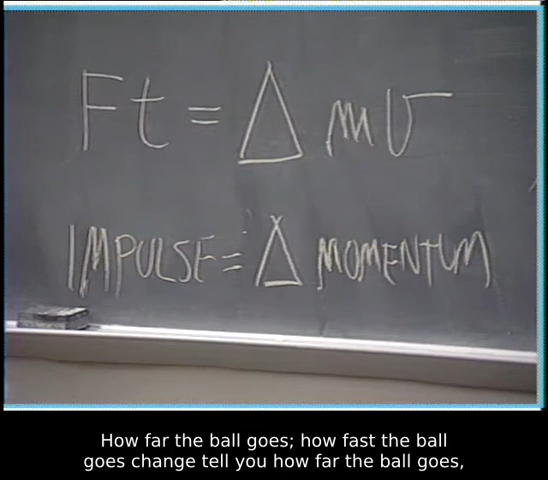 Ft = Δ mv
IMPULSE = Δ MOMENTUM
How far the ball goes; how fast the ball
goes change tell you how far the ball goes,